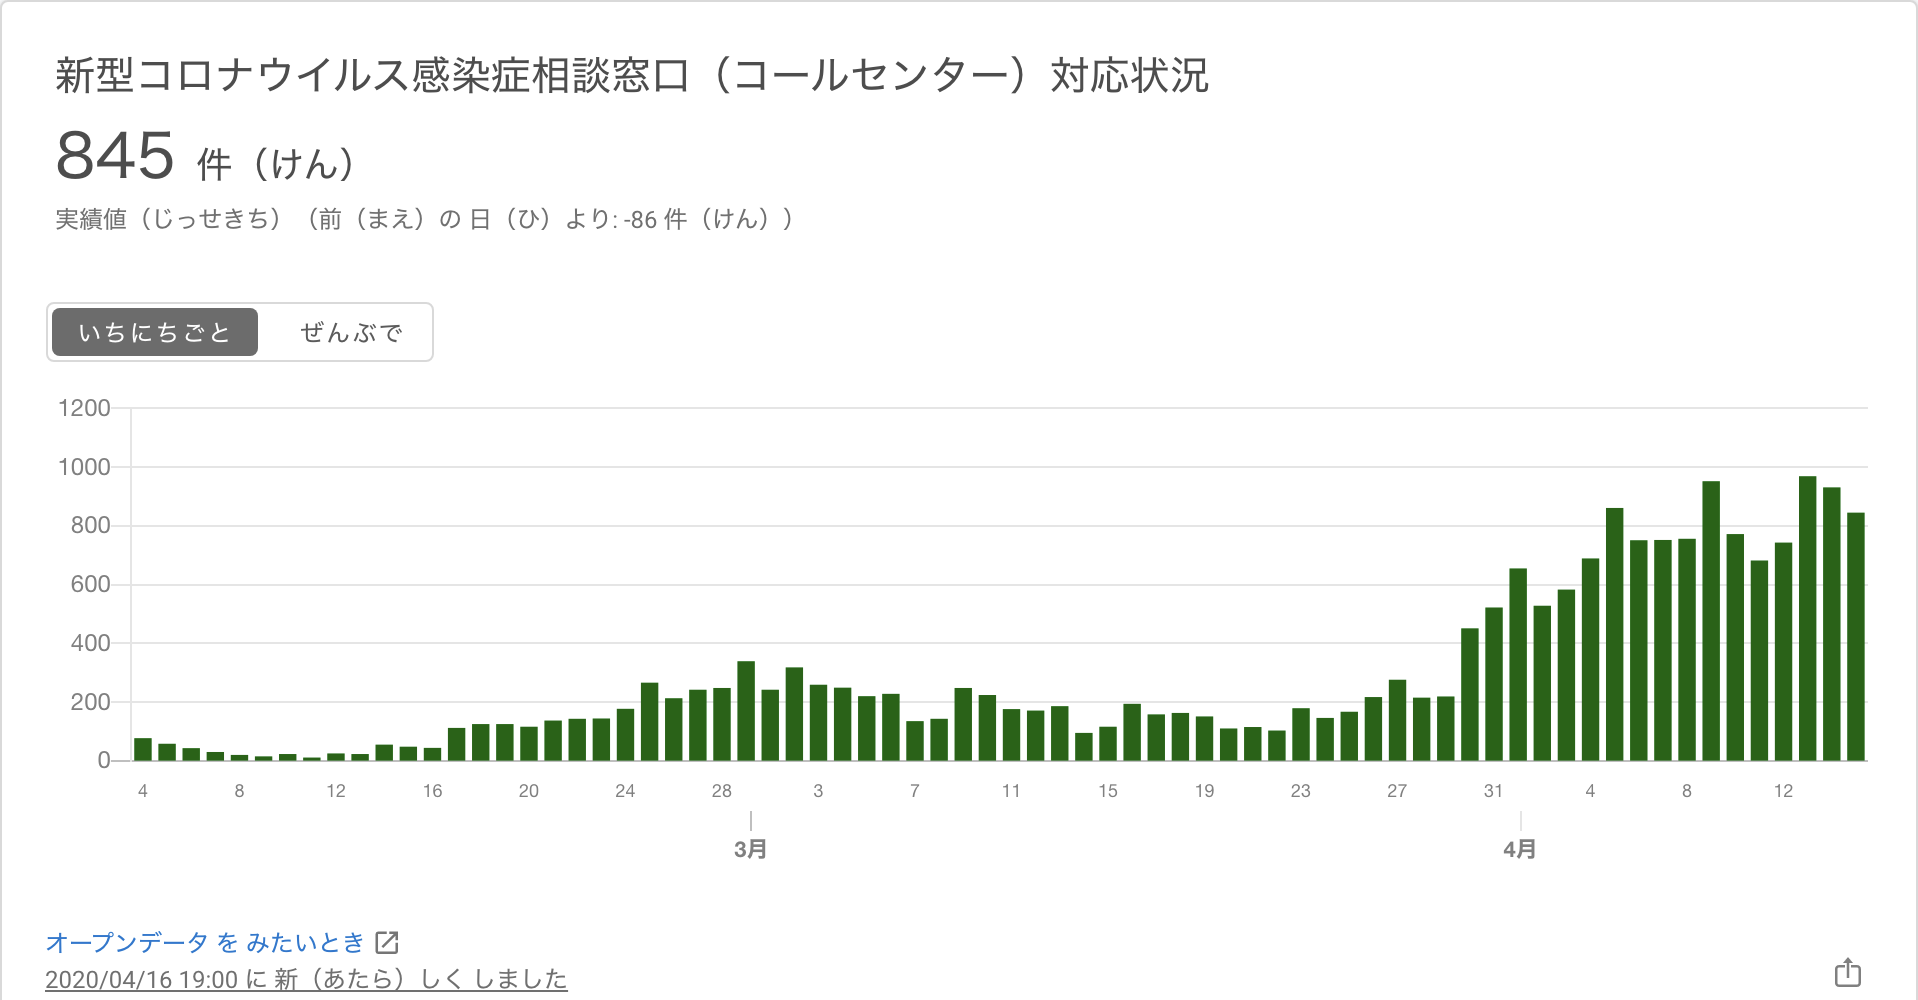 新型コロナウイルス感染症相談窓口（コールセンター）対応状況
845 件（けん）
実績値（じっせきち）（前（まえ）の 日（ひ）より: -86 件（けん））
いちにちごと ぜんぶで
1200
1000
800
600
400
200
0
4 8 12 16 20 24 28 3 7 11 15 19 23 27 31 4 8 12
3月 4月
オープンデータ を みたいとき
2020/04/16 19:00 に 新（あたら）しく しました